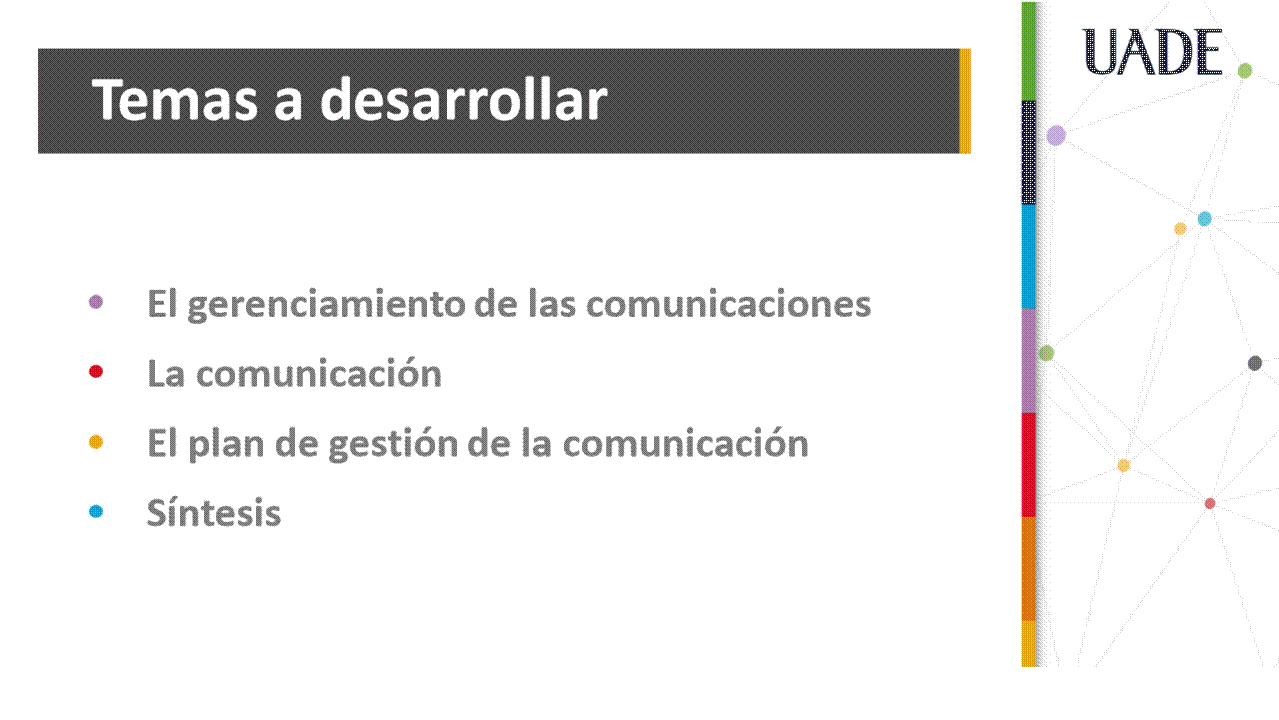 UADE
Temas a desarrollar
El gerenciamiento de las comunicaciones
La comunicación
El plan de gestión de la comunicación
Síntesis